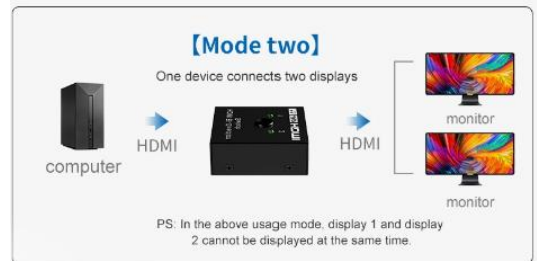 【Mode two】
One device connects two displays
computer
HDMI
HDMI
monitor
monitor
PS: In the above usage mode, display 1 and display
2 cannot be displayed at the same time.